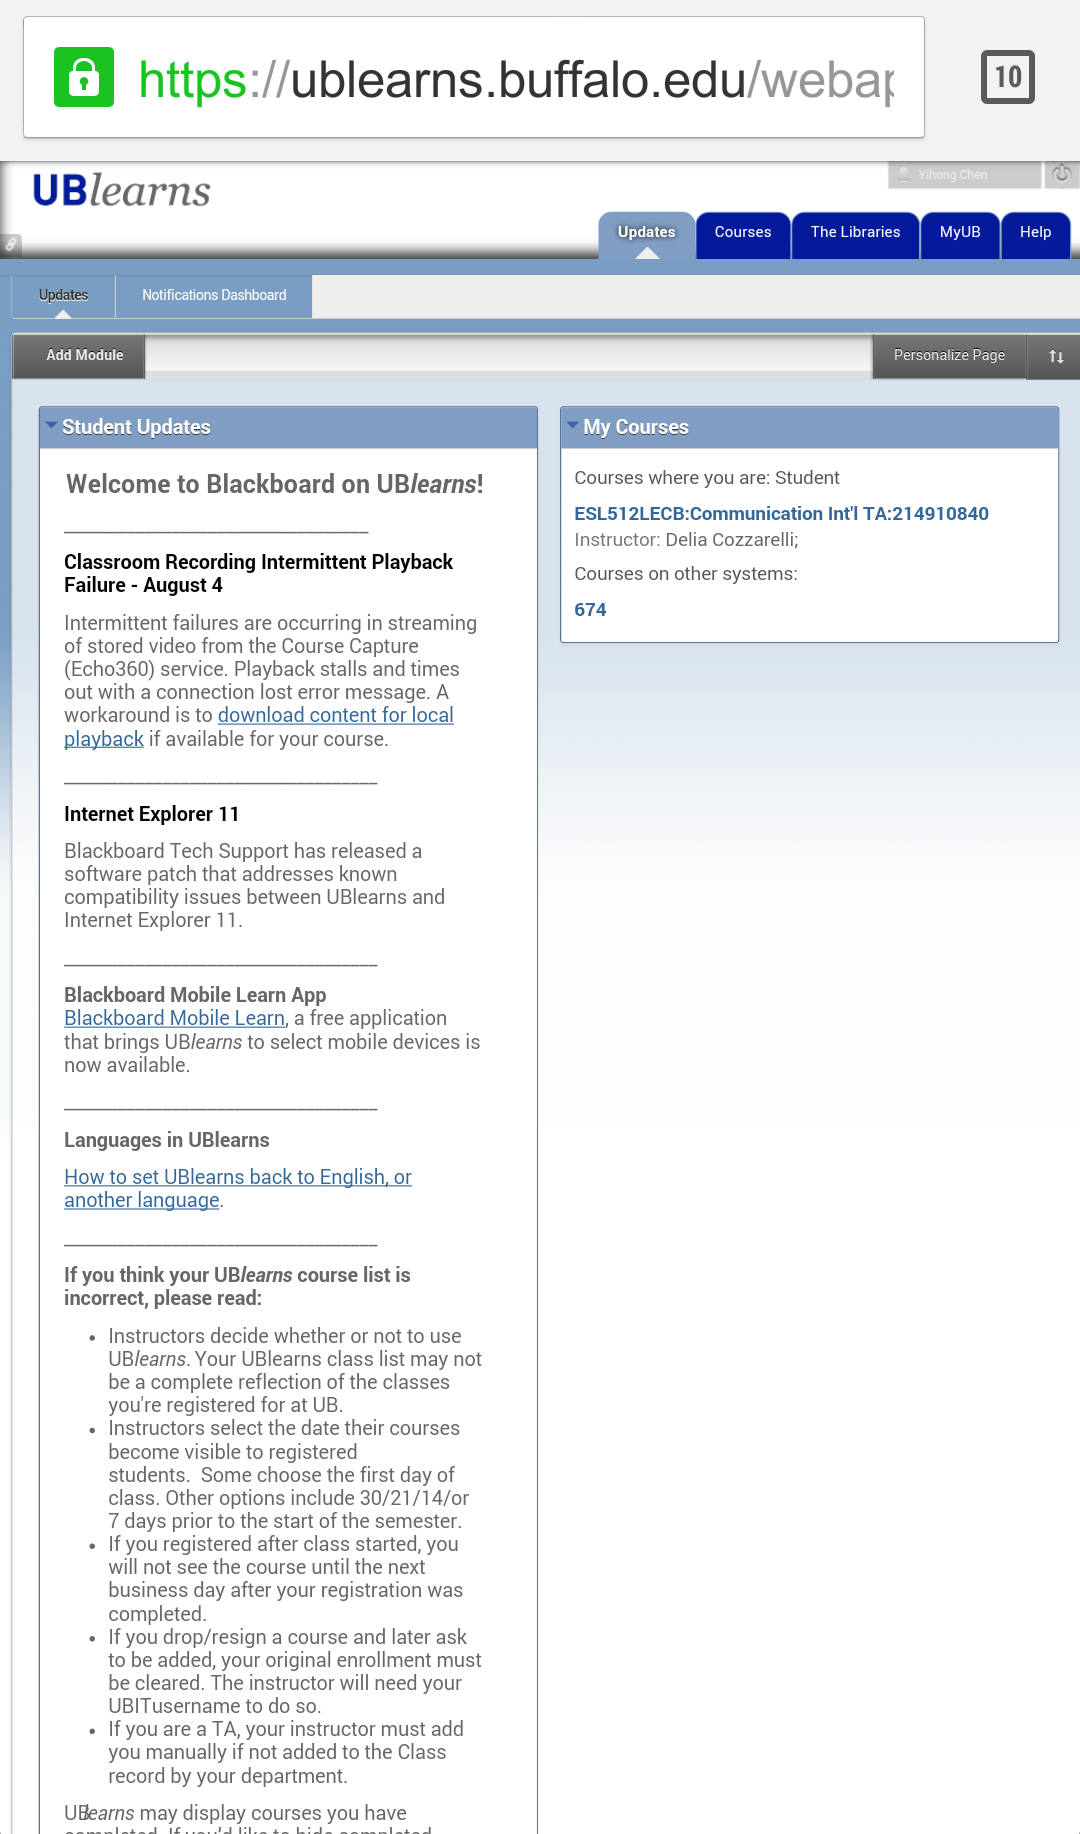 https://ublearns.buffalo.edu/webap
10
UBlearns
Yihong Chen
Updates
Courses
The Libraries
MyUB
Help
Updates
Notifications Dashboard
Add Module
Personalize Page
Student Updates
Welcome to Blackboard on UBlearns!
Classroom Recording Intermittent Playback
Failure - August 4
Intermittent failures are occurring in streaming
of stored video from the Course Capture
(Echo360) service. Playback stalls and times
out with a connection lost error message. A
workaround is to download content for local
playback if available for your course.
Internet Explorer 11
Blackboard Tech Support has released a
software patch that addresses known
compatibility issues between UBlearns and
Internet Explorer 11.
Blackboard Mobile Learn App
Blackboard Mobile Learn, a free application
that brings UBlearns to select mobile devices is
now available.
Languages in UBlearns
How to set UBlearns back to English, or
another language.
If you think your UBlearns course list is
incorrect, please read:
• Instructors decide whether or not to use
UBlearns. Your UBlearns class list may not
be a complete reflection of the classes
you're registered for at UB.
• Instructors select the date their courses
become visible to registered
students. Some choose the first day of
class. Other options include 30/21/14/or
7 days prior to the start of the semester.
• If you registered after class started, you
will not see the course until the next
business day after your registration was
completed.
• If you drop/resign a course and later ask
to be added, your original enrollment must
be cleared. The instructor will need your
UBITusername to do so.
• If you are a TA, your instructor must add
you manually if not added to the Class
record by your department.
UBlearns may display courses you have
completed. If you'd like to hide completed
My Courses
Courses where you are: Student
ESL512LECB:Communication Int'l TA:214910840
Instructor: Delia Cozzarelli;
Courses on other systems:
674